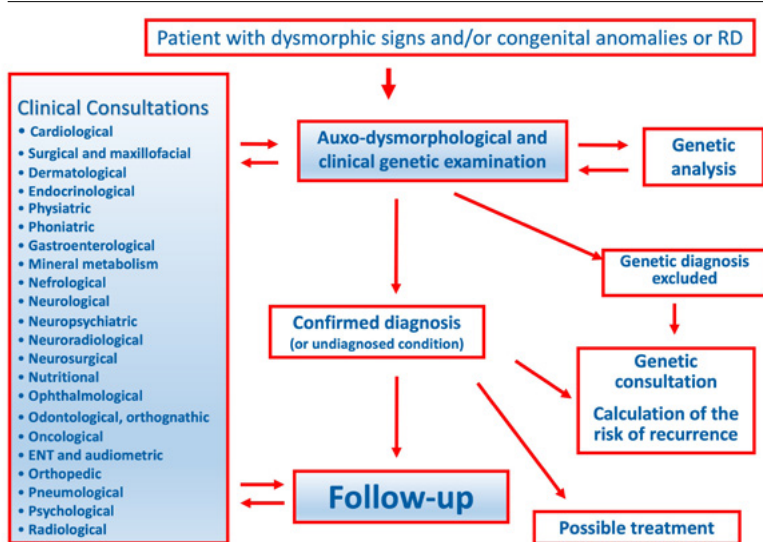 Patient with dysmorphic signs and/or congenital anomalies or RD
Clinical Consultations
• Cardiological
• Surgical and maxillofacial
• Dermatological
• Endocrinological
• Physiatric
• Phoniatric
• Gastroenterological
• Mineral metabolism
• Nefrological
• Neurological
• Neuropsychiatric
• Neuroradiological
• Neurosurgical
• Nutritional
• Ophthalmological
• Odontological, orthognathic
• Oncological
• ENT and audiometric
• Orthopedic
• Pneumological
• Psychological
• Radiological
Auxo-dysmorphological and
clinical genetic examination
Genetic
analysis
Genetic diagnosis
excluded
Confirmed diagnosis
(or undiagnosed condition)
Genetic
consultation
Calculation of the
risk of recurrence
Follow-up
Possible treatment